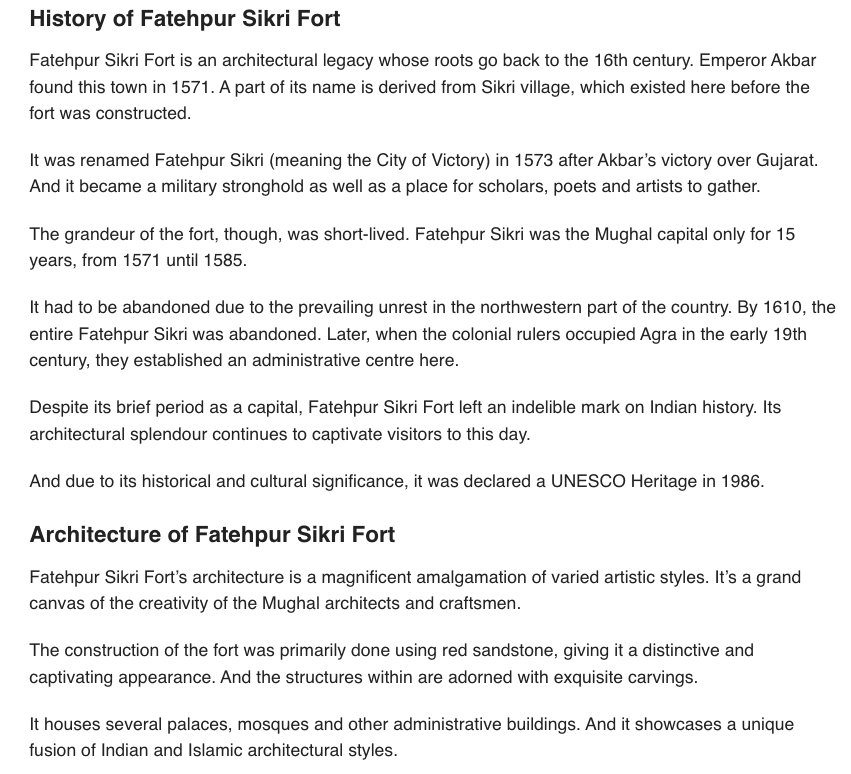 History of Fatehpur Sikri Fort
Fatehpur Sikri Fort is an architectural legacy whose roots go back to the 16th century. Emperor Akbar
found this town in 1571. A part of its name is derived from Sikri village, which existed here before the
fort was constructed.
It was renamed Fatehpur Sikri (meaning the City of Victory) in 1573 after Akbar’s victory over Gujarat.
And it became a military stronghold as well as a place for scholars, poets and artists to gather.
The grandeur of the fort, though, was short-lived. Fatehpur Sikri was the Mughal capital only for 15
years, from 1571 until 1585.
It had to be abandoned due to the prevailing unrest in the northwestern part of the country. By 1610, the
entire Fatehpur Sikri was abandoned. Later, when the colonial rulers occupied Agra in the early 19th
century, they established an administrative centre here.
Despite its brief period as a capital, Fatehpur Sikri Fort left an indelible mark on Indian history. Its
architectural splendour continues to captivate visitors to this day.
And due to its historical and cultural significance, it was declared a UNESCO Heritage in 1986.
Architecture of Fatehpur Sikri Fort
Fatehpur Sikri Fort’s architecture is a magnificent amalgamation of varied artistic styles. It’s a grand
canvas of the creativity of the Mughal architects and craftsmen.
The construction of the fort was primarily done using red sandstone, giving it a distinctive and
captivating appearance. And the structures within are adorned with exquisite carvings.
It houses several palaces, mosques and other administrative buildings. And it showcases a unique
fusion of Indian and Islamic architectural styles.